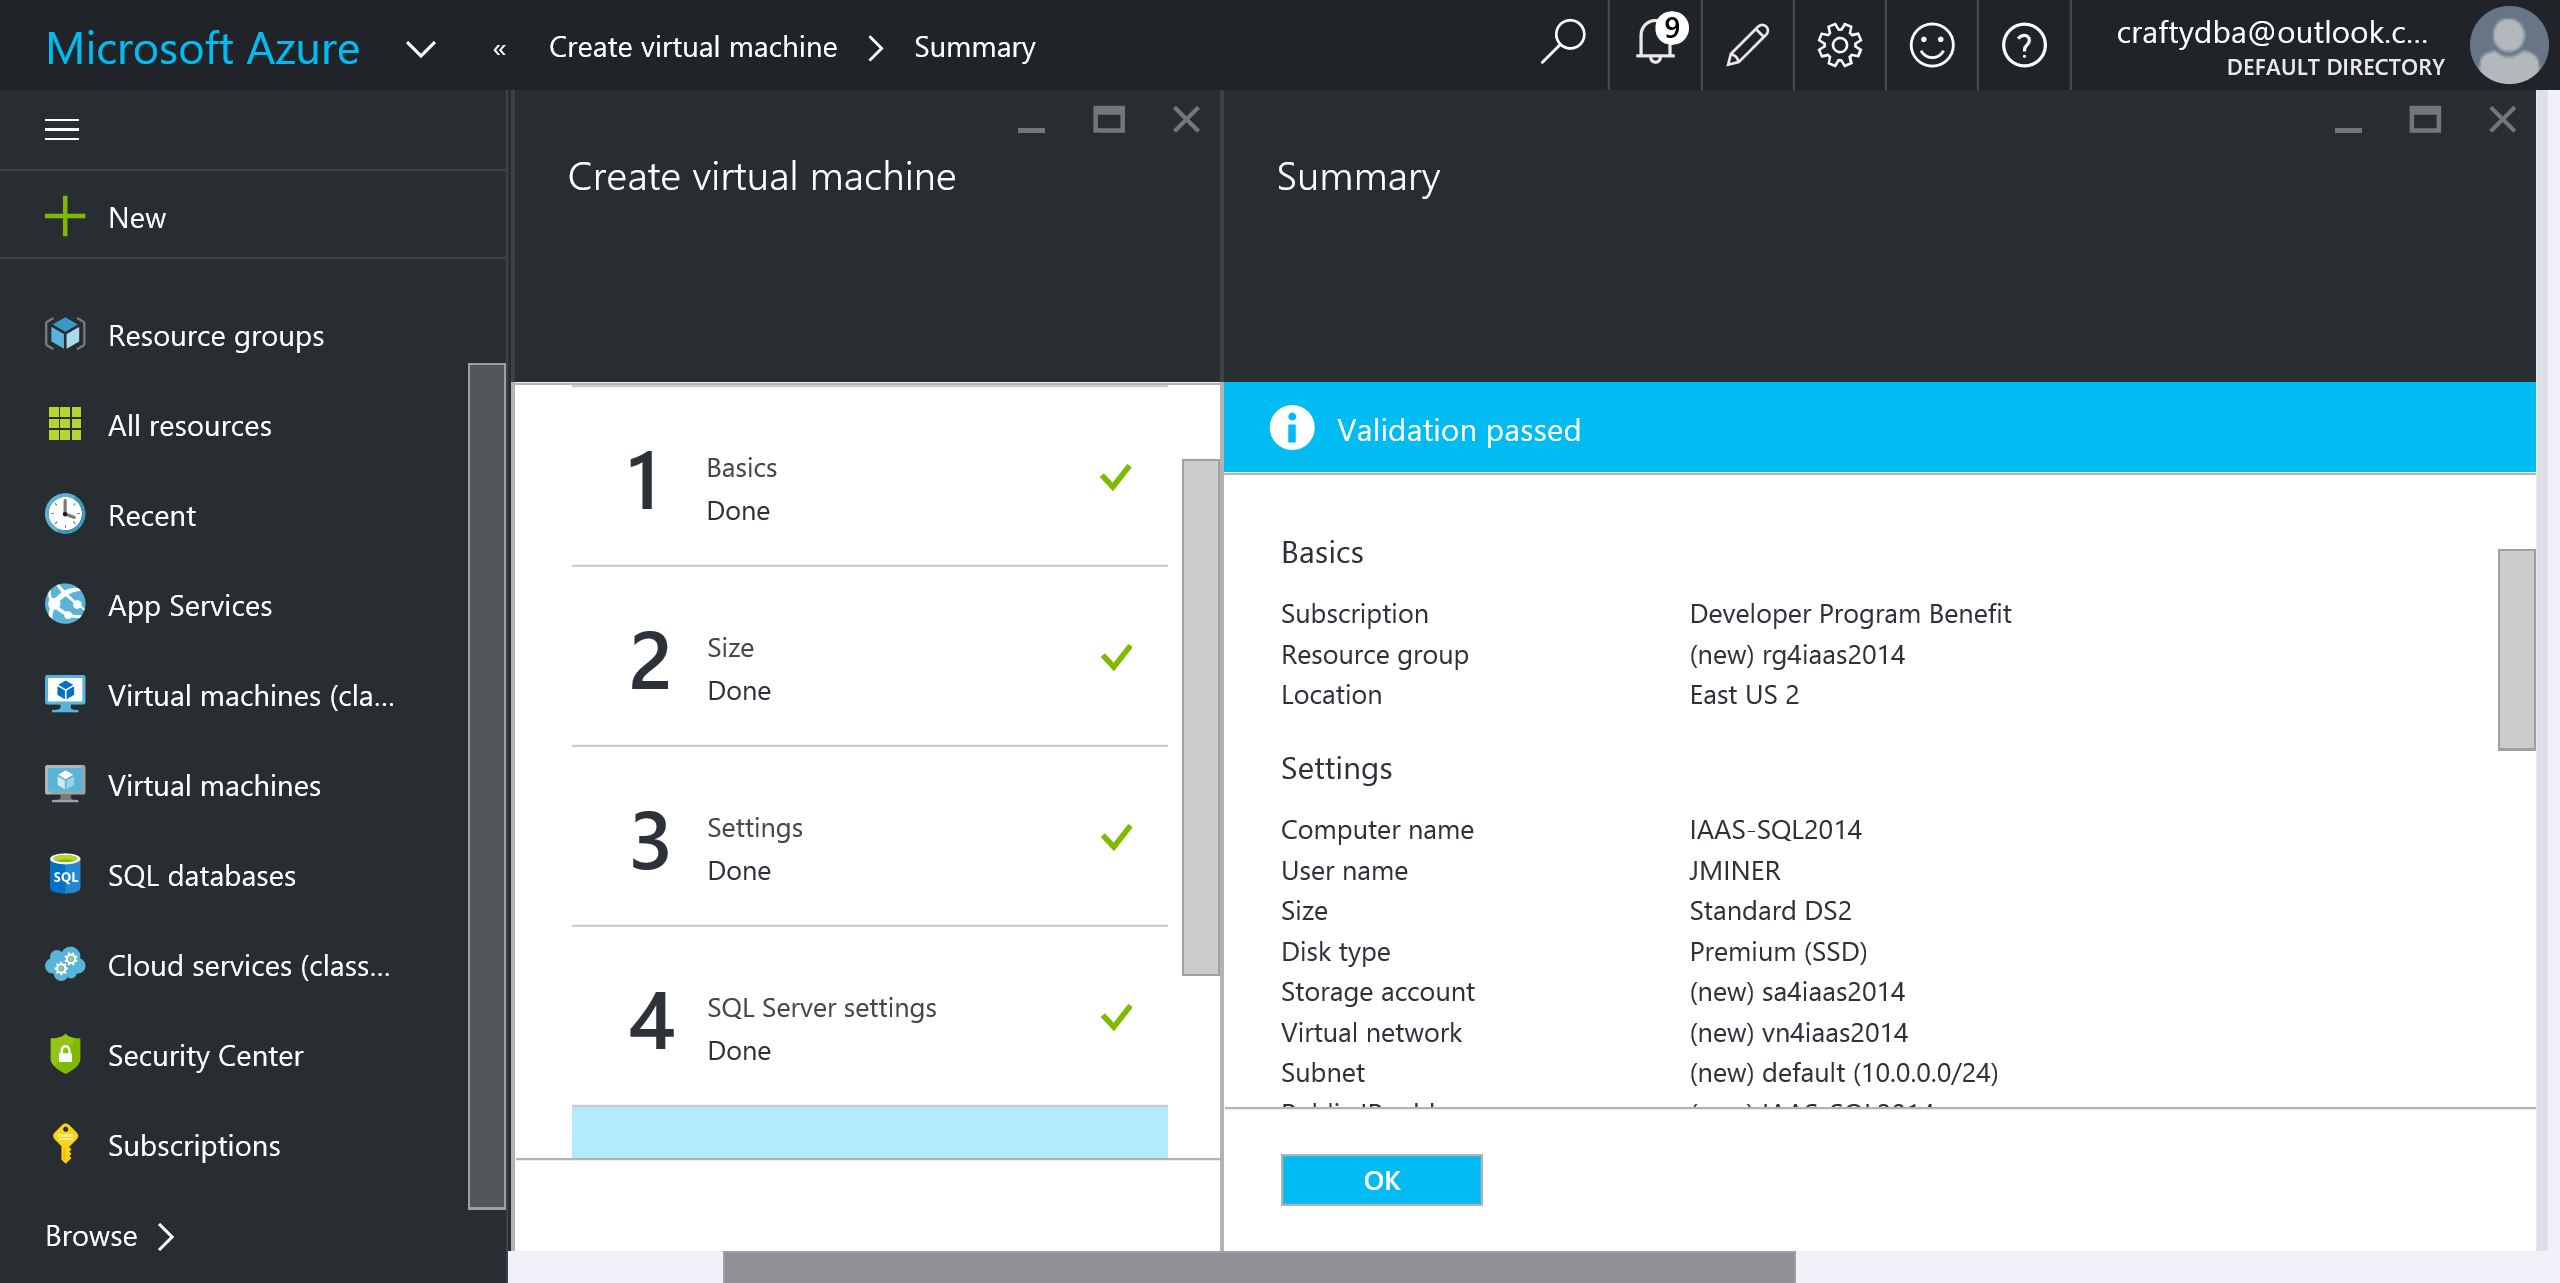 Microsoft Azure
«
Create virtual machine
Summary
9
craftydba@outlook.c...
DEFAULT DIRECTORY
New
Resource groups
All resources
Recent
App Services
Virtual machines (cla...
Virtual machines
SQL databases
Cloud services (class...
Security Center
Subscriptions
Browse
Create virtual machine
1 Basics
Done
2 Size
Done
3 Settings
Done
4 SQL Server settings
Done
Summary
Validation passed
Basics
Subscription Developer Program Benefit
Resource group (new) rg4iaas2014
Location East US 2
Settings
Computer name IAAS-SQL2014
User name JMINER
Size Standard DS2
Disk type Premium (SSD)
Storage account (new) sa4iaas2014
Virtual network (new) vn4iaas2014
Subnet (new) default (10.0.0.0/24)
OK